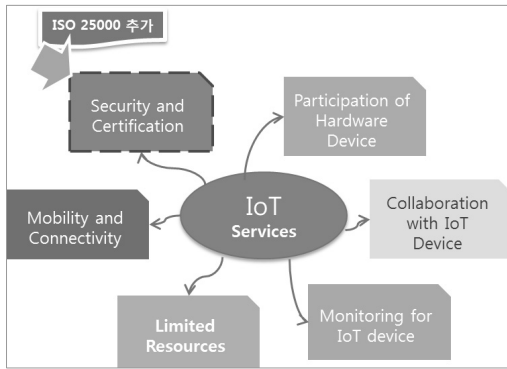 ISO 25000 추가
Security and
Certification
Participation of
Hardware
Device
IoT
Services
Mobility and
Connectivity
Collaboration
with IoT
Device
Limited
Resources
Monitoring for
IoT device